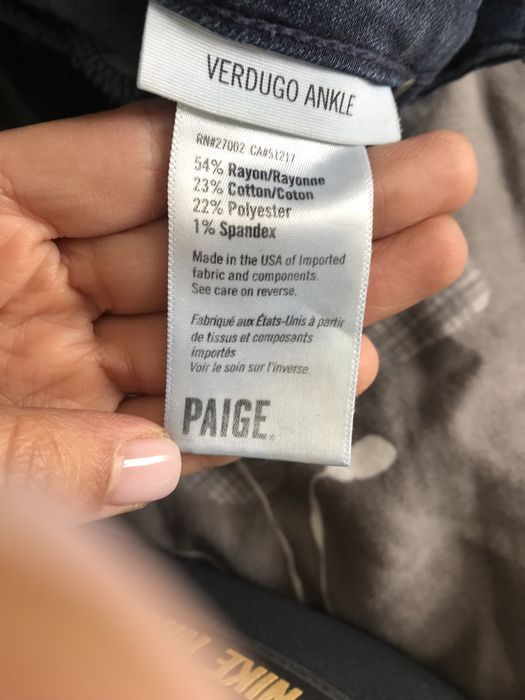 VERDUGO ANKLE
RN#27002 CA#51217
54% Rayon/Rayonne
23% Cotton/Coton
22% Polyester
1% Spandex
Made in the USA of Imported
fabric and components.
See care on reverse.
Fabriqué aux États-Unis à partir
de tissus et composants
importés
Voir le soin sur l'inverse.
PAIGE
NIKE